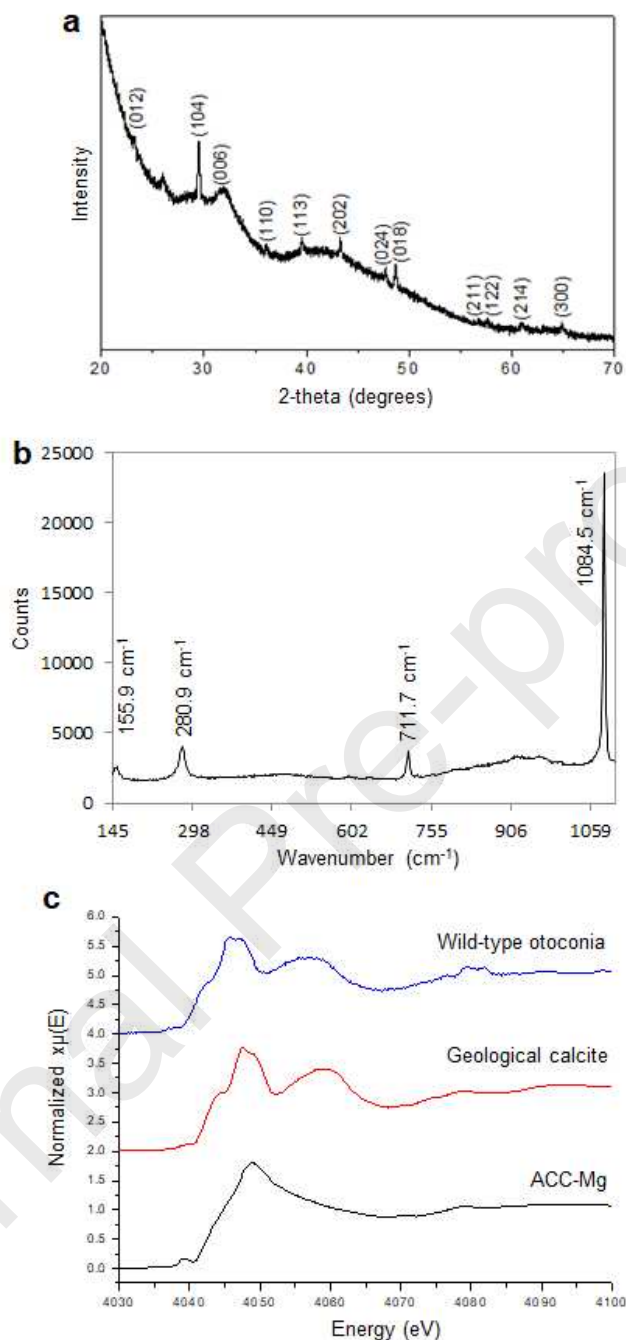 a
(012)
(104)
(006)
(110)
(113)
(202)
(024)
(018)
(211)
(122)
(214)
(300)
Intensity
20 30 40 50 60 70
2-theta (degrees)
b
25000
20000
15000
10000
5000
0
Counts
155.9 cm⁻¹
280.9 cm⁻¹
711.7 cm⁻¹
1084.5 cm⁻¹
145 298 449 602 755 906 1059
Wavenumber (cm⁻¹)
c
6.0
5.5
5.0
4.5
4.0
3.5
3.0
2.5
2.0
1.5
1.0
0.5
0.0
Normalized xµ(E)
Wild-type otoconia
Geological calcite
ACC-Mg
4030 4040 4050 4060 4070 4080 4090 4100
Energy (eV)
nal Pre-pro